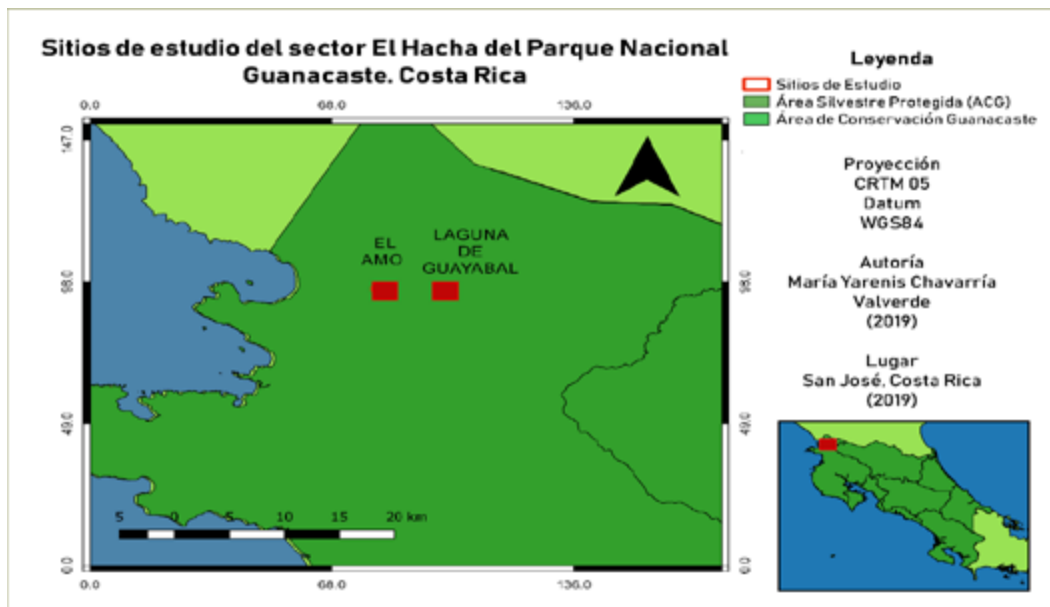 Sitios de estudio del sector El Hacha del Parque Nacional
Guanacaste. Costa Rica
Leyenda
Sitios de Estudio
Área Silvestre Protegida (ACG)
Área de Conservación Guanacaste
0.0
68.0
136.0
147.0
147.0
98.0
98.0
49.0
49.0
0.0
0.0
EL
AMO
LAGUNA
DE
GUAYABAL
5
0
5
10
15
20 km
0.0
68.0
136.0
Proyección
CRTM 05
Datum
WGS84
Autoría
María Yarenis Chavarría
Valverde
(2019)
Lugar
San José, Costa Rica
(2019)